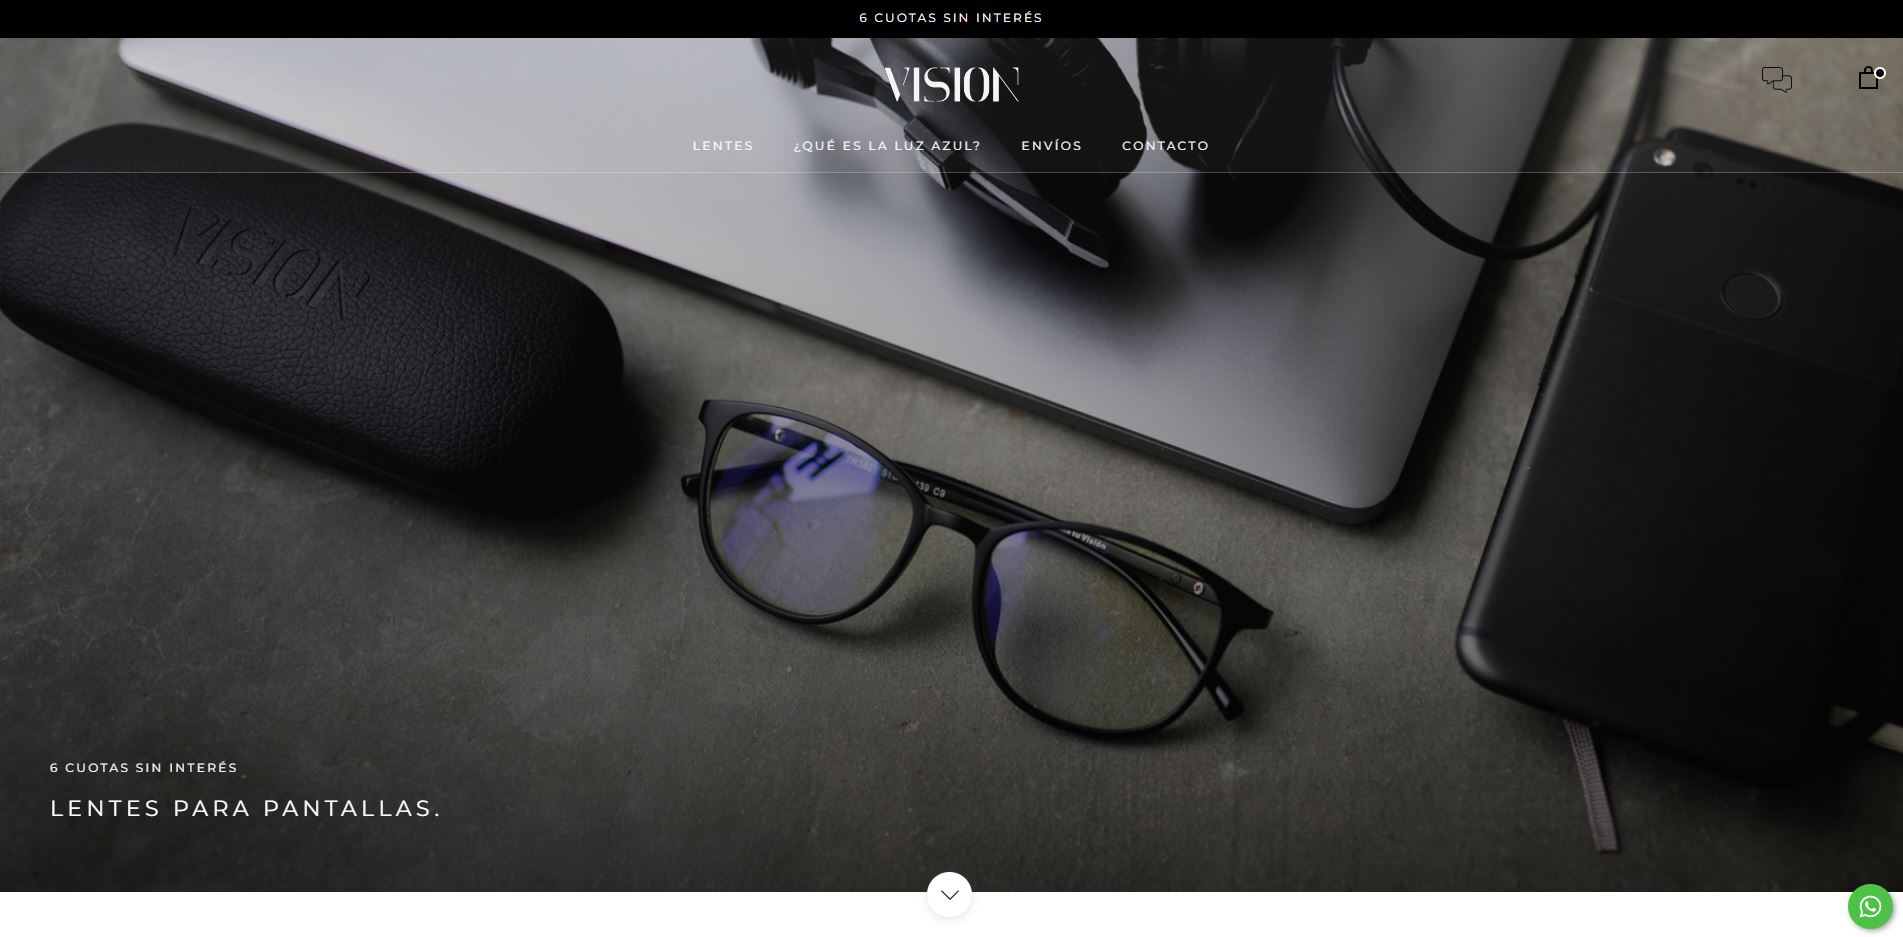 6 CUOTAS SIN INTERÉS
VISION
LENTES ¿QUÉ ES LA LUZ AZUL? ENVÍOS CONTACTO
VISION
C9
6 CUOTAS SIN INTERÉS
LENTES PARA PANTALLAS.